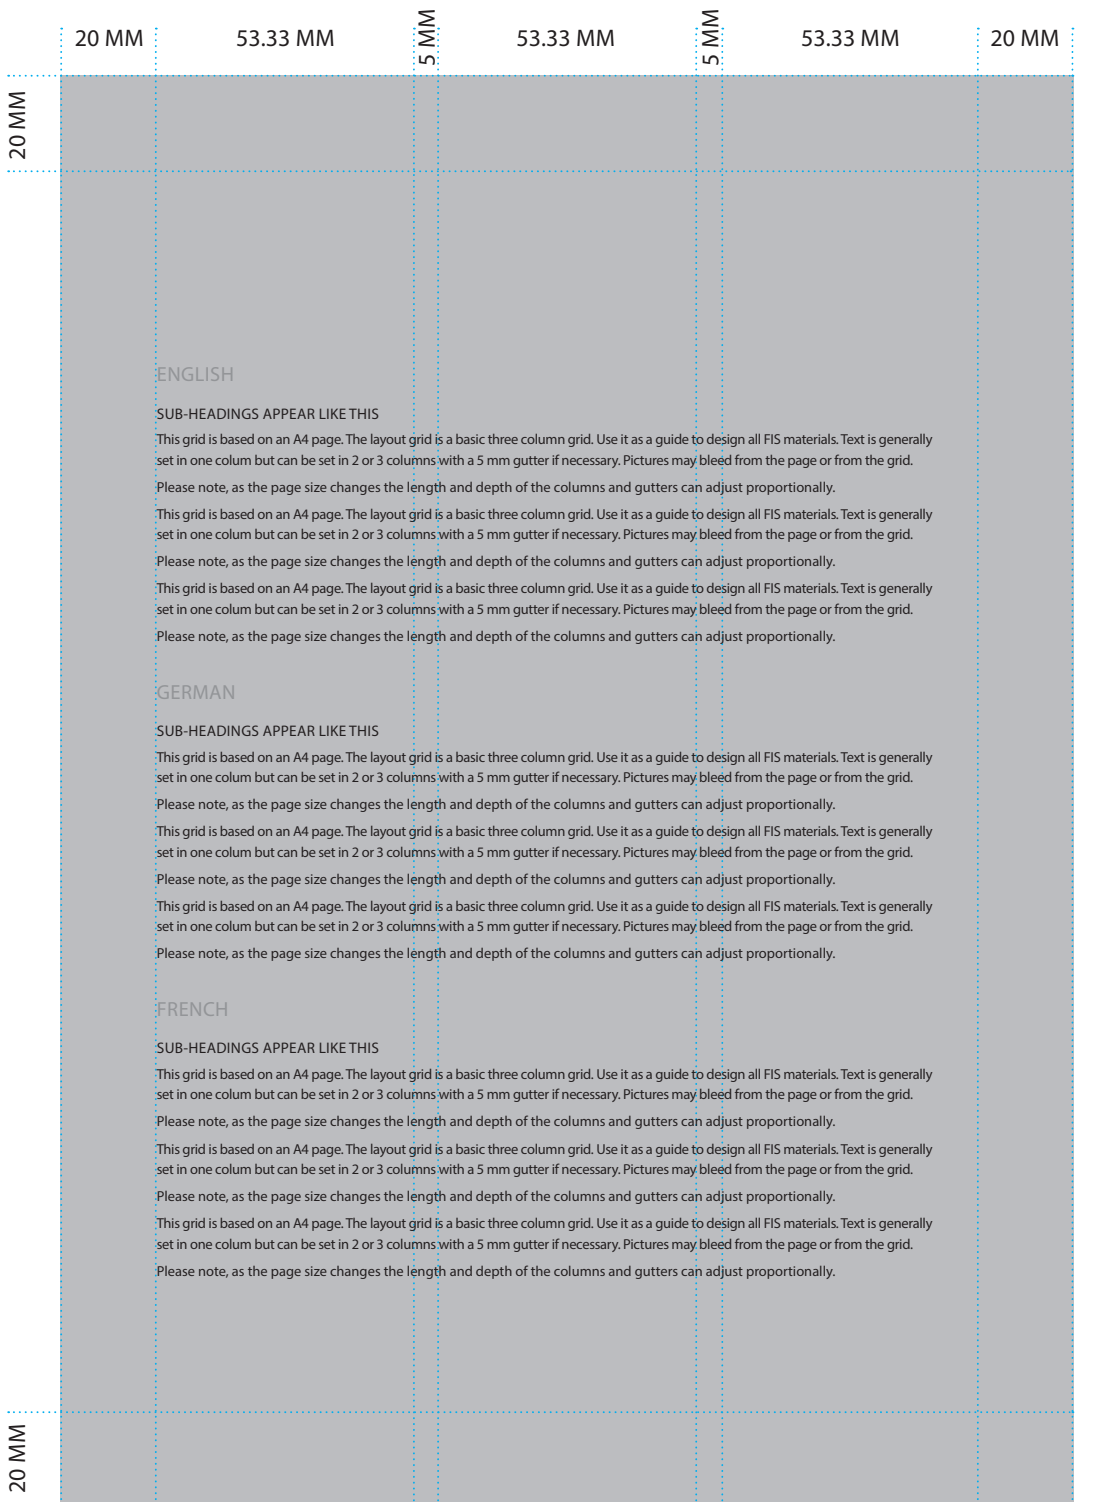 20 MM 53.33 MM 5 MM 53.33 MM 5 MM 53.33 MM 20 MM
20 MM
ENGLISH
SUB-HEADINGS APPEAR LIKE THIS
This grid is based on an A4 page. The layout grid is a basic three column grid. Use it as a guide to design all FIS materials. Text is generally
set in one colum but can be set in 2 or 3 columns with a 5 mm gutter if necessary. Pictures may bleed from the page or from the grid.
Please note, as the page size changes the length and depth of the columns and gutters can adjust proportionally.
This grid is based on an A4 page. The layout grid is a basic three column grid. Use it as a guide to design all FIS materials. Text is generally
set in one colum but can be set in 2 or 3 columns with a 5 mm gutter if necessary. Pictures may bleed from the page or from the grid.
Please note, as the page size changes the length and depth of the columns and gutters can adjust proportionally.
This grid is based on an A4 page. The layout grid is a basic three column grid. Use it as a guide to design all FIS materials. Text is generally
set in one colum but can be set in 2 or 3 columns with a 5 mm gutter if necessary. Pictures may bleed from the page or from the grid.
Please note, as the page size changes the length and depth of the columns and gutters can adjust proportionally.
GERMAN
SUB-HEADINGS APPEAR LIKE THIS
This grid is based on an A4 page. The layout grid is a basic three column grid. Use it as a guide to design all FIS materials. Text is generally
set in one colum but can be set in 2 or 3 columns with a 5 mm gutter if necessary. Pictures may bleed from the page or from the grid.
Please note, as the page size changes the length and depth of the columns and gutters can adjust proportionally.
This grid is based on an A4 page. The layout grid is a basic three column grid. Use it as a guide to design all FIS materials. Text is generally
set in one colum but can be set in 2 or 3 columns with a 5 mm gutter if necessary. Pictures may bleed from the page or from the grid.
Please note, as the page size changes the length and depth of the columns and gutters can adjust proportionally.
This grid is based on an A4 page. The layout grid is a basic three column grid. Use it as a guide to design all FIS materials. Text is generally
set in one colum but can be set in 2 or 3 columns with a 5 mm gutter if necessary. Pictures may bleed from the page or from the grid.
Please note, as the page size changes the length and depth of the columns and gutters can adjust proportionally.
FRENCH
SUB-HEADINGS APPEAR LIKE THIS
This grid is based on an A4 page. The layout grid is a basic three column grid. Use it as a guide to design all FIS materials. Text is generally
set in one colum but can be set in 2 or 3 columns with a 5 mm gutter if necessary. Pictures may bleed from the page or from the grid.
Please note, as the page size changes the length and depth of the columns and gutters can adjust proportionally.
This grid is based on an A4 page. The layout grid is a basic three column grid. Use it as a guide to design all FIS materials. Text is generally
set in one colum but can be set in 2 or 3 columns with a 5 mm gutter if necessary. Pictures may bleed from the page or from the grid.
Please note, as the page size changes the length and depth of the columns and gutters can adjust proportionally.
This grid is based on an A4 page. The layout grid is a basic three column grid. Use it as a guide to design all FIS materials. Text is generally
set in one colum but can be set in 2 or 3 columns with a 5 mm gutter if necessary. Pictures may bleed from the page or from the grid.
Please note, as the page size changes the length and depth of the columns and gutters can adjust proportionally.
20 MM